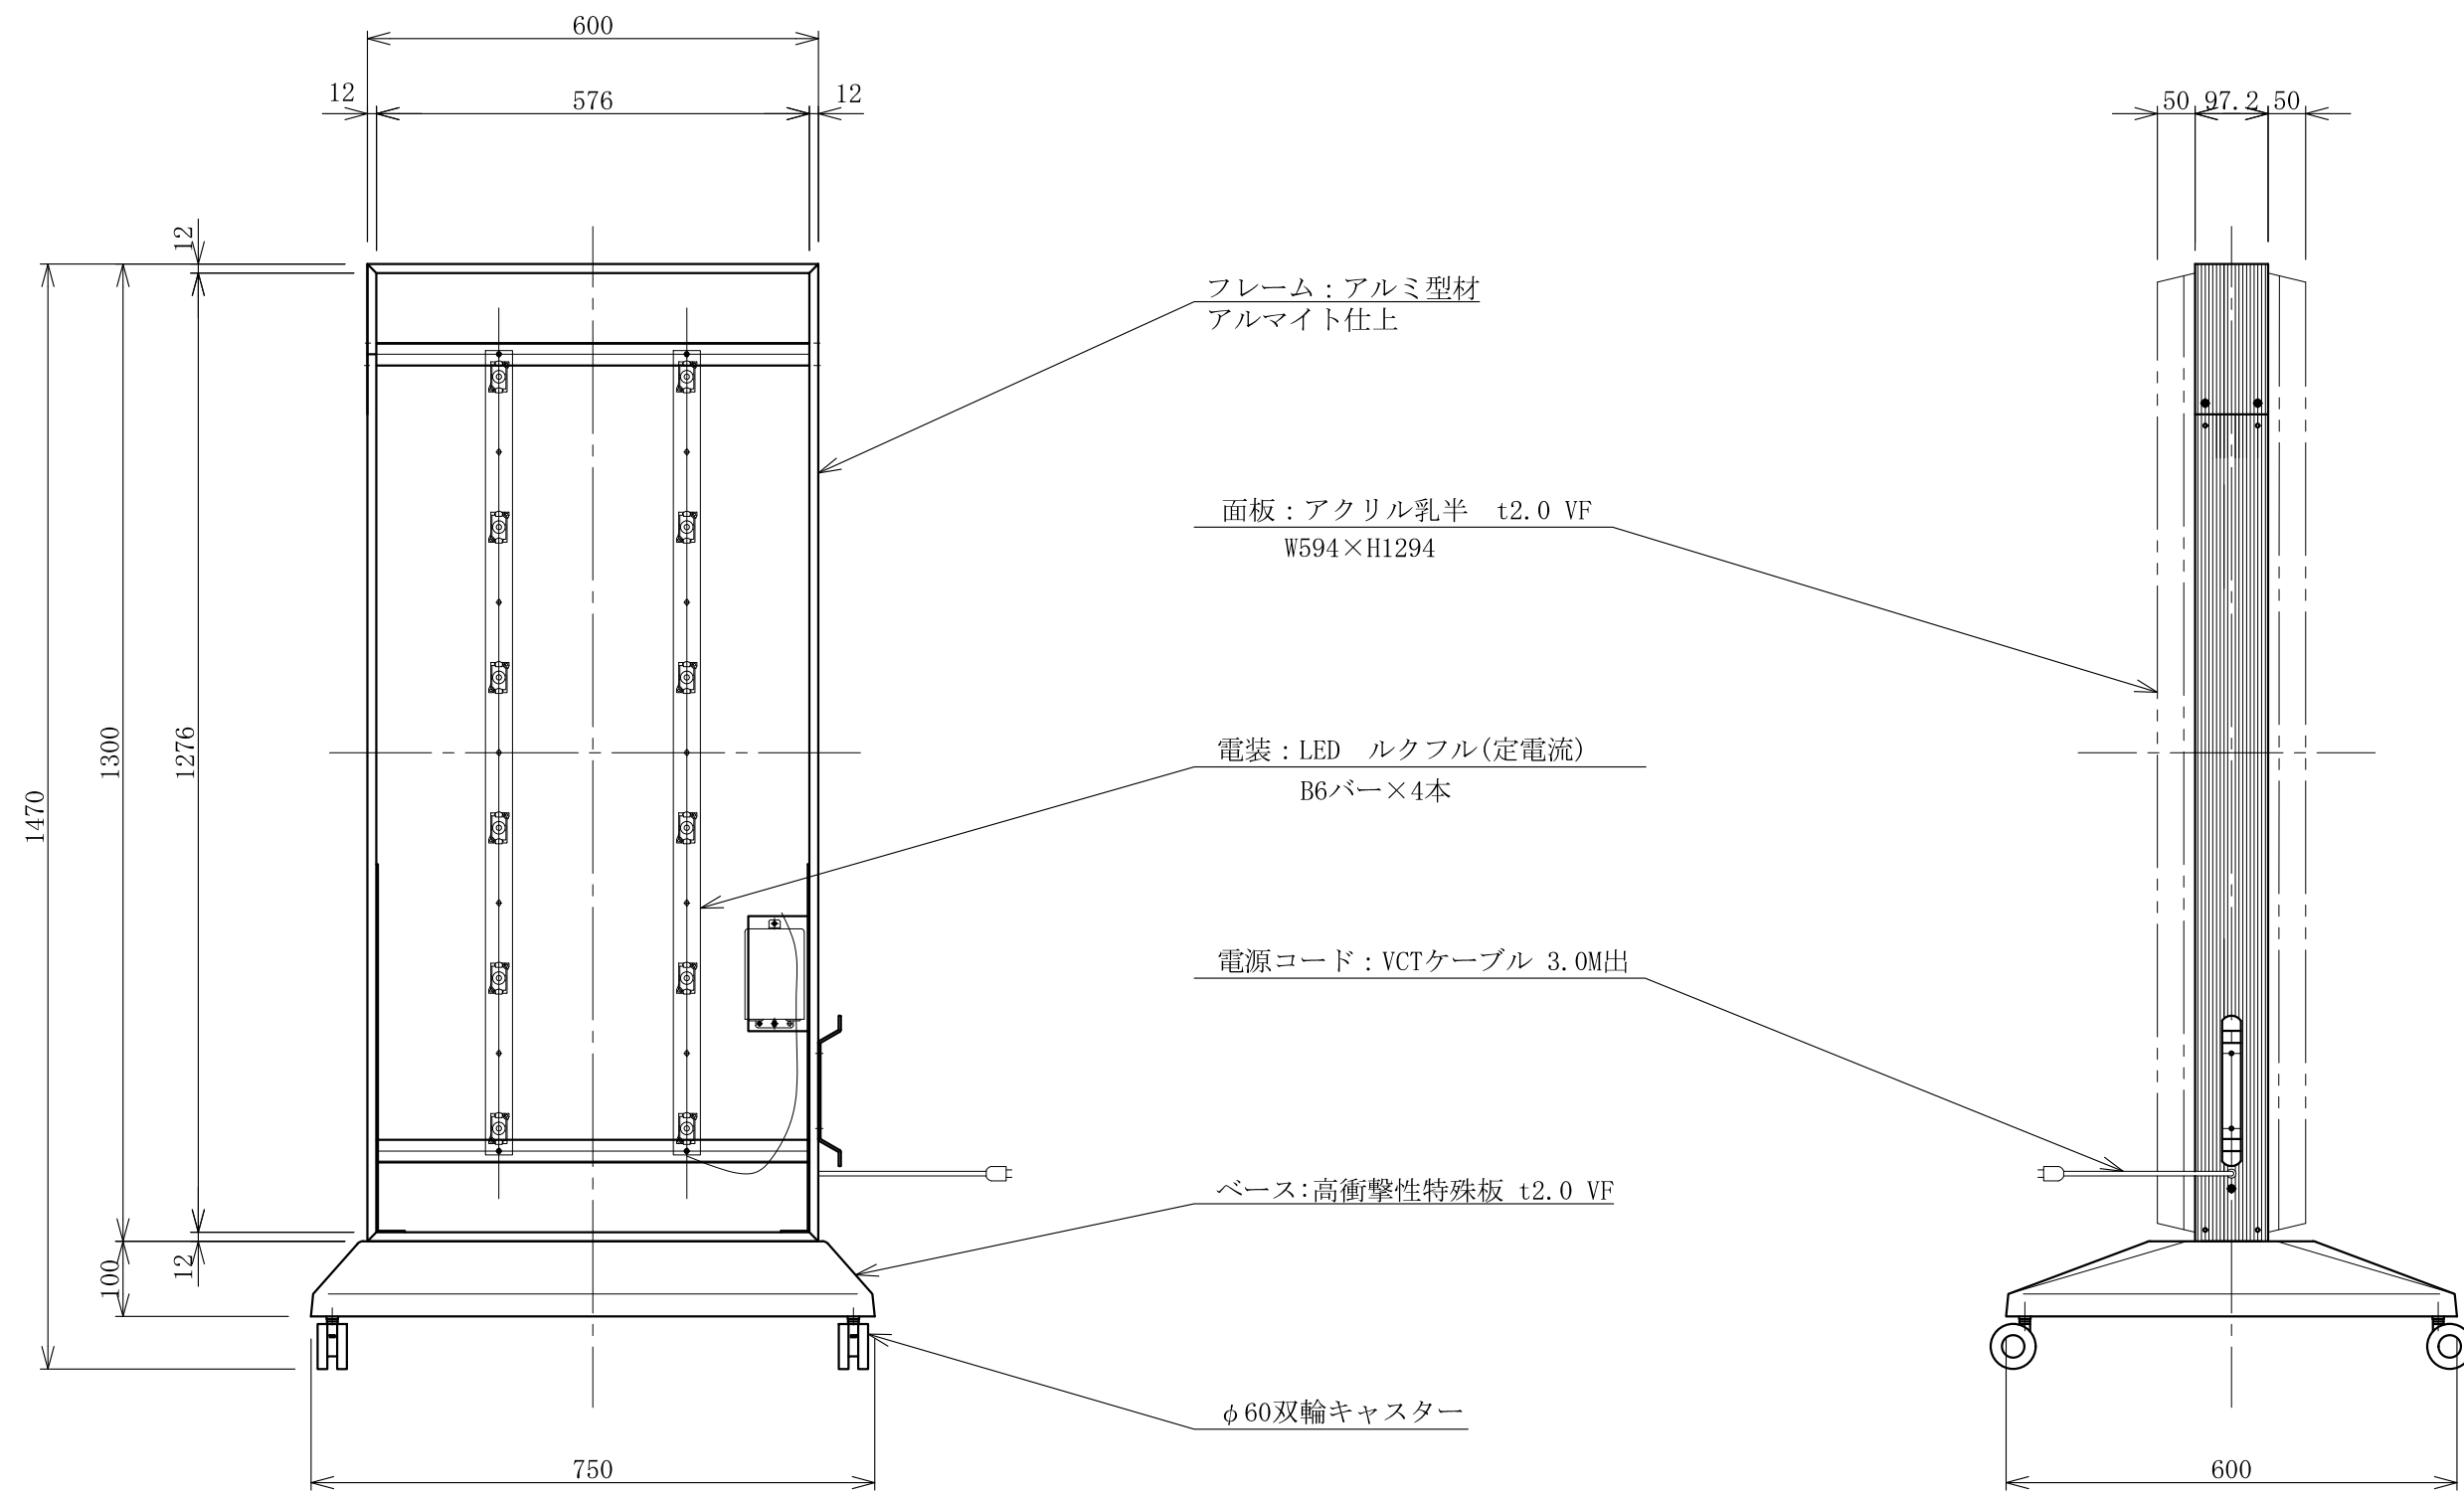 600
12
576
12
50
97.2
50
12
フレーム：アルミ型材
アルマイト仕上
面板：アクリル乳半　t2.0 VF
W594×H1294
1300
1276
1470
電装：LED　ルクフル(定電流)
B6バー×4本
電源コード：VCTケーブル 3.0M出
ベース:高衝撃性特殊板 t2.0 VF
100
12
φ60双輪キャスター
750
600